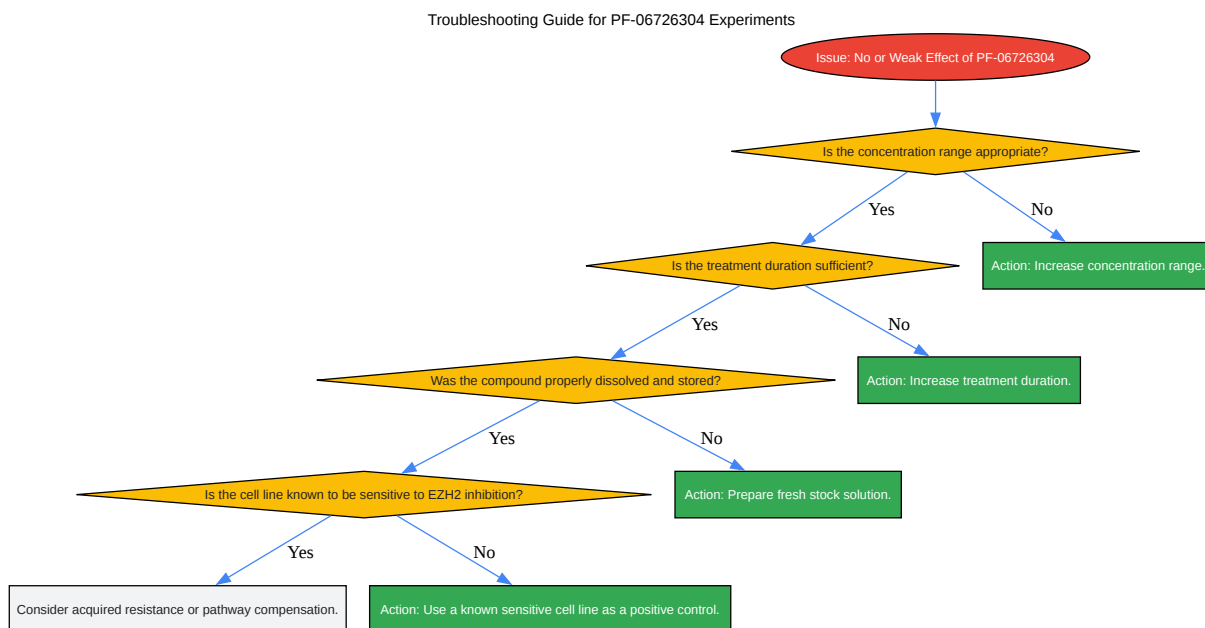 Troubleshooting Guide for PF-06726304 Experiments
Issue: No or Weak Effect of PF-06726304
Is the concentration range appropriate?
Yes
No
Is the treatment duration sufficient?
Action: Increase concentration range.
Yes
No
Was the compound properly dissolved and stored?
Action: Increase treatment duration.
Yes
No
Is the cell line known to be sensitive to EZH2 inhibition?
Action: Prepare fresh stock solution.
Yes
No
Consider acquired resistance or pathway compensation.
Action: Use a known sensitive cell line as a positive control.